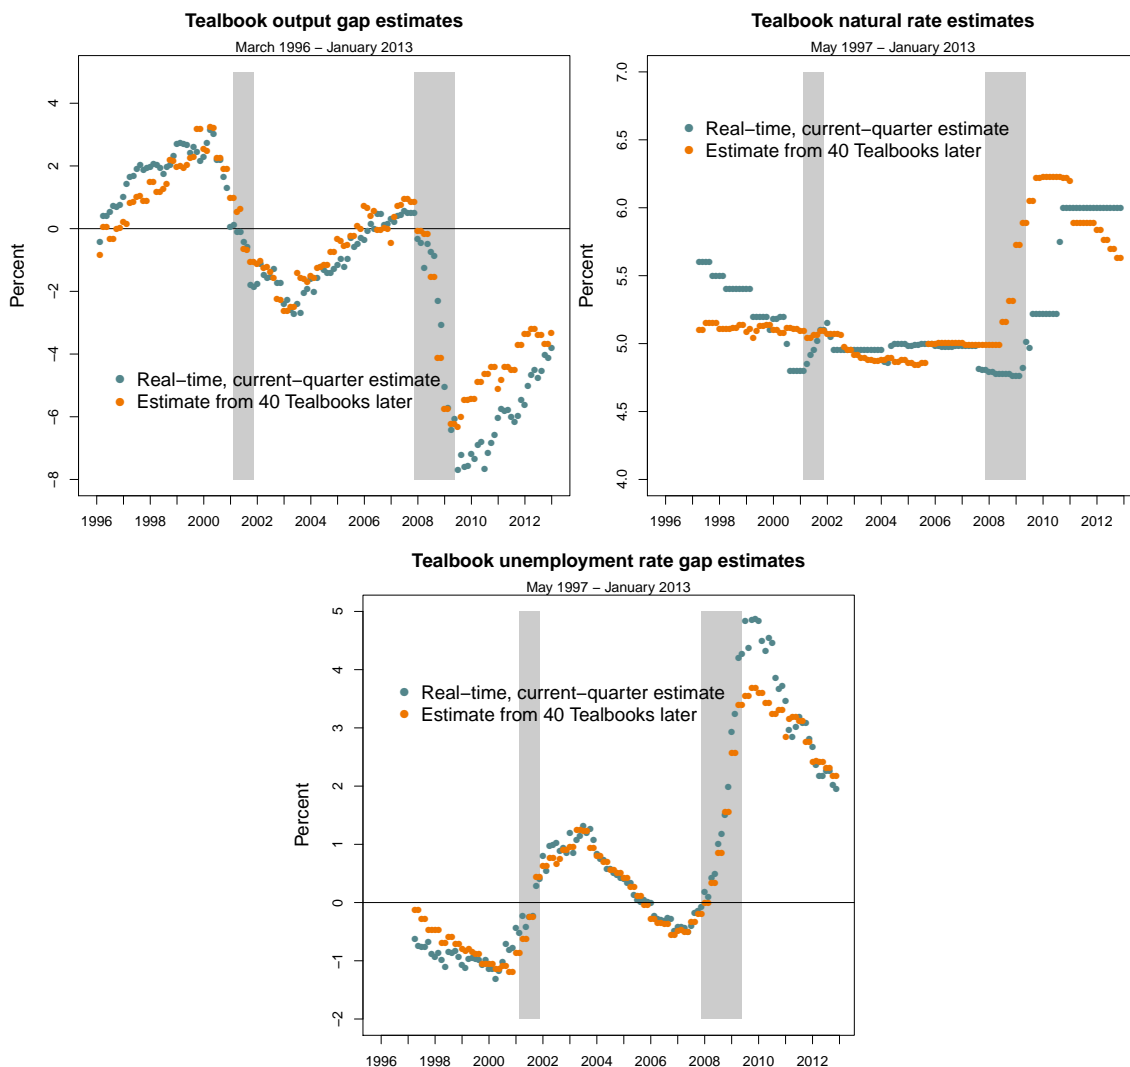 Tealbook output gap estimates
March 1996 – January 2013
Percent
4
2
0
−2
−4
−6
−8
Real−time, current−quarter estimate
Estimate from 40 Tealbooks later
1996 1998 2000 2002 2004 2006 2008 2010 2012
Tealbook natural rate estimates
May 1997 – January 2013
Percent
7.0
6.5
6.0
5.5
5.0
4.5
4.0
Real−time, current−quarter estimate
Estimate from 40 Tealbooks later
1996 1998 2000 2002 2004 2006 2008 2010 2012
Tealbook unemployment rate gap estimates
May 1997 – January 2013
Percent
5
4
3
2
1
0
−1
−2
Real−time, current−quarter estimate
Estimate from 40 Tealbooks later
1996 1998 2000 2002 2004 2006 2008 2010 2012